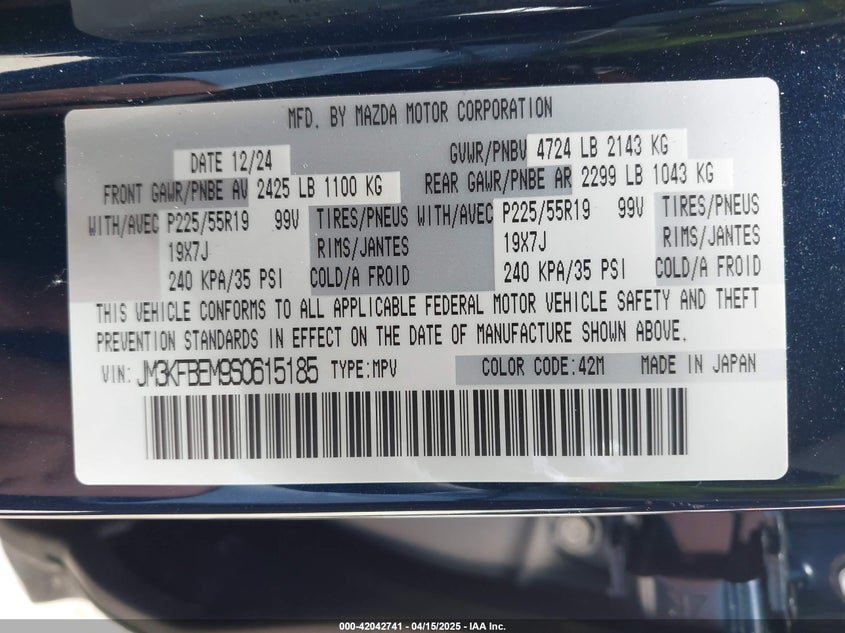 MFD. BY MAZDA MOTOR CORPORATION
DATE 12/24 GVWR/PNBV 4724 LB 2143 KG
FRONT GAWR/PNBE AV 2425 LB 1100 KG REAR GAWR/PNBE AR 2299 LB 1043 KG
WITH/AVEC P225/55R19 99V TIRES/PNEUS WITH/AVEC P225/55R19 99V TIRES/PNEUS
19X7J RIMS/JANTES 19X7J RIMS/JANTES
240 KPA/35 PSI COLD/A FROID 240 KPA/35 PSI COLD/A FROID
THIS VEHICLE CONFORMS TO ALL APPLICABLE FEDERAL MOTOR VEHICLE SAFETY AND THEFT
PREVENTION STANDARDS IN EFFECT ON THE DATE OF MANUFACTURE SHOWN ABOVE.
VIN: JM3KFBEM9S0615185 TYPE:MPV COLOR CODE:42M MADE IN JAPAN
000-42042741 - 04/15/2025 - IAA Inc.